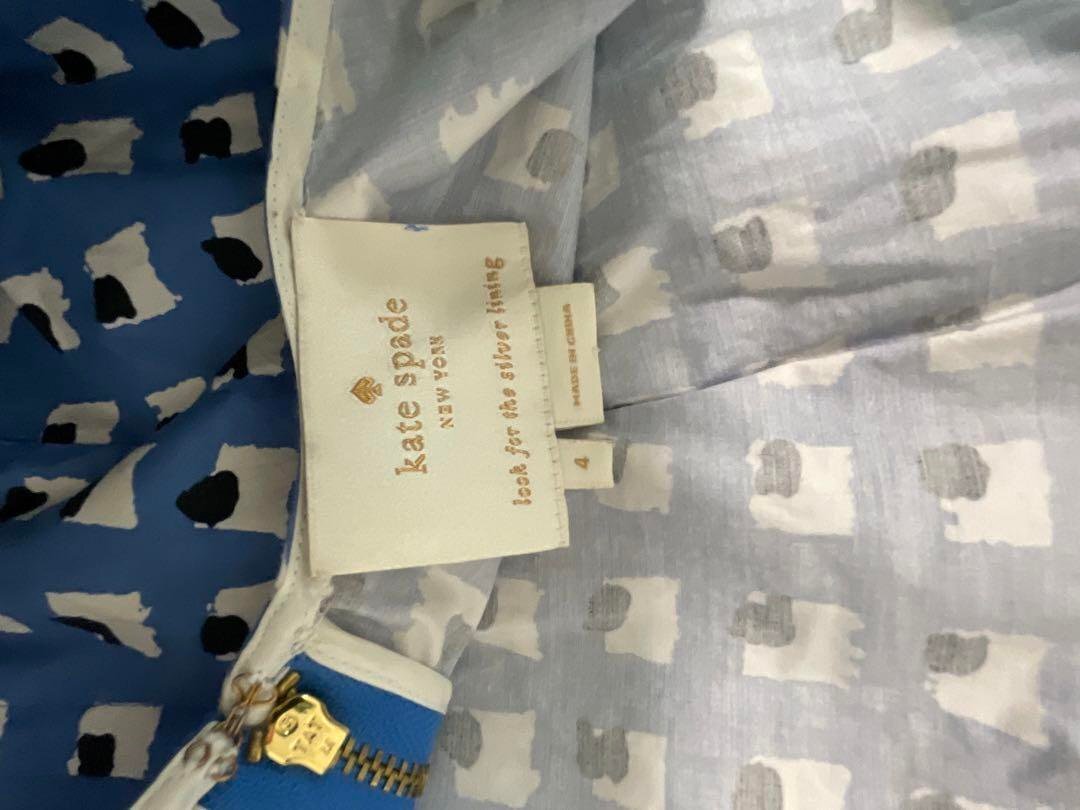 kate spade
NEW YORK
look for the silver lining
MADE IN CHINA
4